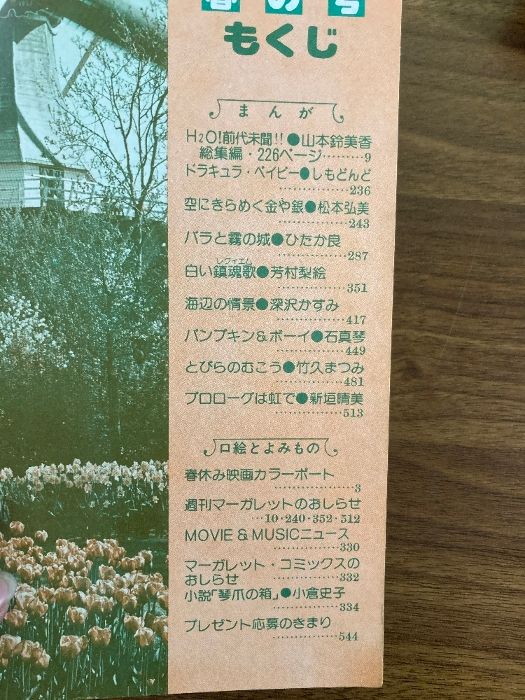 春の号
もくじ
まんが
H₂O!前代未聞!!●山本鈴美香
総集編・226ページ………9
ドラキュラ・ベイビー●しもどんど
……………236
空にきらめく金や銀●松本弘美
……………243
バラと霧の城●ひたか良
……………287
レクイエム
白い鎮魂歌●芳村梨絵
……………351
海辺の情景●深沢かすみ
……………417
パンプキン&ボーイ●石真琴
……………449
とびらのむこう●竹久まつみ
……………481
プロローグは虹で●新垣晴美
……………513
口絵とよみもの
春休み映画カラーポート
……………3
週刊マーガレットのおしらせ
…10・240・352・512
MOVIE & MUSICニュース
……………330
マーガレット・コミックスの
おしらせ……………332
小説「琴爪の箱」●小倉史子
……………334
プレゼント応募のきまり
……………544